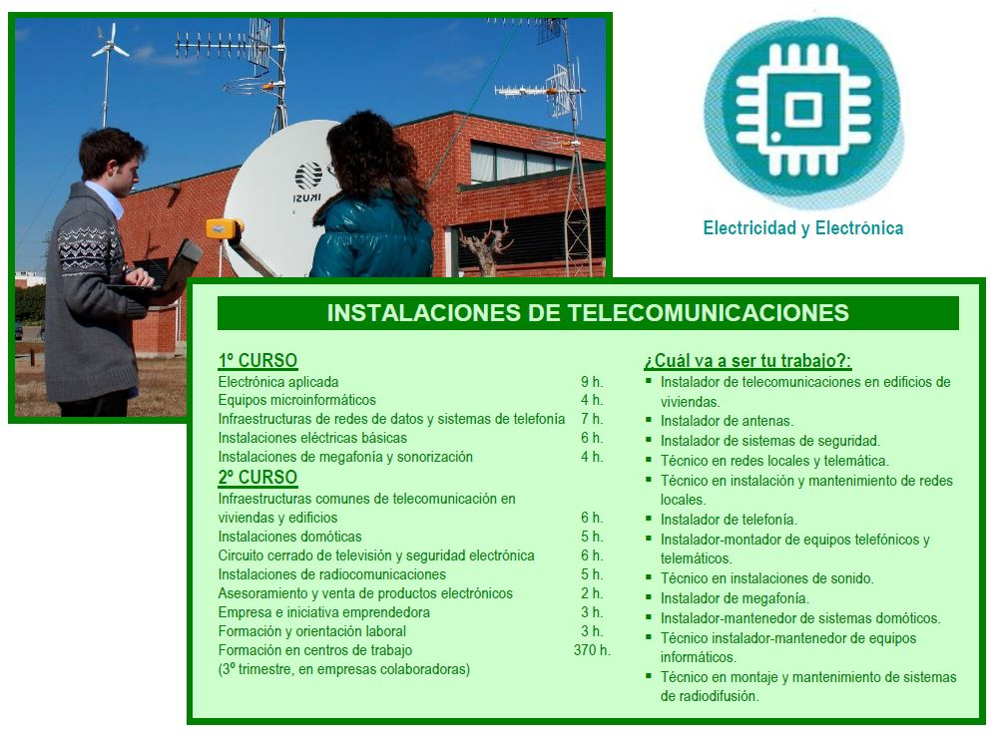 IKUSI
Electricidad y Electrónica
INSTALACIONES DE TELECOMUNICACIONES
1º CURSO
Electrónica aplicada 9 h.
Equipos microinformáticos 4 h.
Infraestructuras de redes de datos y sistemas de telefonía 7 h.
Instalaciones eléctricas básicas 6 h.
Instalaciones de megafonía y sonorización 4 h.
2º CURSO
Infraestructuras comunes de telecomunicación en
viviendas y edificios 6 h.
Instalaciones domóticas 5 h.
Circuito cerrado de televisión y seguridad electrónica 6 h.
Instalaciones de radiocomunicaciones 5 h.
Asesoramiento y venta de productos electrónicos 2 h.
Empresa e iniciativa emprendedora 3 h.
Formación y orientación laboral 3 h.
Formación en centros de trabajo 370 h.
(3º trimestre, en empresas colaboradoras)
¿Cuál va a ser tu trabajo?:
▪ Instalador de telecomunicaciones en edificios de
viviendas.
▪ Instalador de antenas.
▪ Instalador de sistemas de seguridad.
▪ Técnico en redes locales y telemática.
▪ Técnico en instalación y mantenimiento de redes
locales.
▪ Instalador de telefonía.
▪ Instalador-montador de equipos telefónicos y
telemáticos.
▪ Técnico en instalaciones de sonido.
▪ Instalador de megafonía.
▪ Instalador-mantenedor de sistemas domóticos.
▪ Técnico instalador-mantenedor de equipos
informáticos.
▪ Técnico en montaje y mantenimiento de sistemas
de radiodifusión.